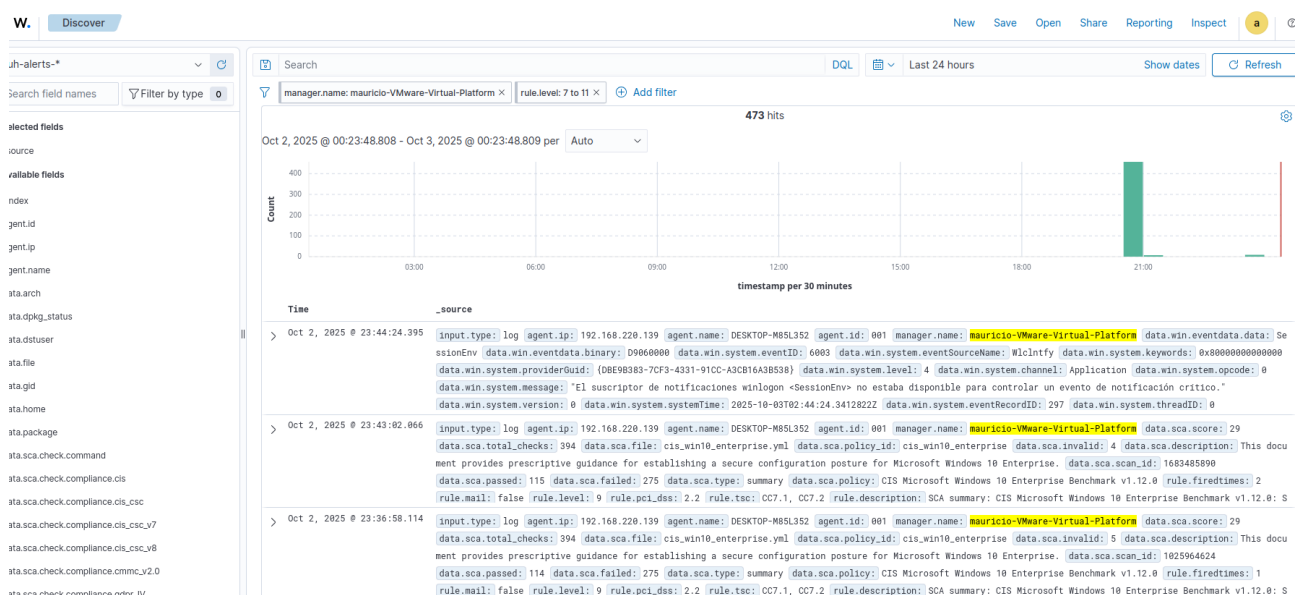 W. Discover New Save Open Share Reporting Inspect a
uh-alerts-* Search DQL Last 24 hours Show dates Refresh
Search field names Filter by type 0 manager.name: mauricio-VMware-Virtual-Platform × rule.level: 7 to 11 × Add filter
473 hits
elected fields
Oct 2, 2025 @ 00:23:48.808 - Oct 3, 2025 @ 00:23:48.809 per Auto
source
vailable fields
ndex
gent.id
gent.ip
gent.name
ata.arch
ata.dpkg_status
ata.dstuser
ata.file
ata.gid
ata.home
ata.package
ata.sca.check.command
ata.sca.check.compliance.cis
ata.sca.check.compliance.cis_csc
ata.sca.check.compliance.cis_csc_v7
ata.sca.check.compliance.cis_csc_v8
ata.sca.check.compliance.cmmc_v2.0
ata.sca.check.compliance.gdpr_IV
Count
400
300
200
100
0
03:00 06:00 09:00 12:00 15:00 18:00 21:00
timestamp per 30 minutes
Time _source
Oct 2, 2025 @ 23:44:24.395 input.type: log agent.ip: 192.168.220.139 agent.name: DESKTOP-M85L352 agent.id: 001 manager.name: mauricio-VMware-Virtual-Platform data.win.eventdata.data: Se
ssionEnv data.win.eventdata.binary: D9060000 data.win.system.eventID: 6003 data.win.system.eventSourceName: Wlclntfy data.win.system.keywords: 0x80000000000000
data.win.system.providerGuid: {DBE9B383-7CF3-4331-91CC-A3CB16A3B538} data.win.system.level: 4 data.win.system.channel: Application data.win.system.opcode: 0
data.win.system.message: "El suscriptor de notificaciones winlogon <SessionEnv> no estaba disponible para controlar un evento de notificación crítico."
data.win.system.version: 0 data.win.system.systemTime: 2025-10-03T02:44:24.3412822Z data.win.system.eventRecordID: 297 data.win.system.threadID: 0
Oct 2, 2025 @ 23:43:02.066 input.type: log agent.ip: 192.168.220.139 agent.name: DESKTOP-M85L352 agent.id: 001 manager.name: mauricio-VMware-Virtual-Platform data.sca.score: 29
data.sca.total_checks: 394 data.sca.file: cis_win10_enterprise.yml data.sca.policy_id: cis_win10_enterprise data.sca.invalid: 4 data.sca.description: This docu
ment provides prescriptive guidance for establishing a secure configuration posture for Microsoft Windows 10 Enterprise. data.sca.scan_id: 1683485890
data.sca.passed: 115 data.sca.failed: 275 data.sca.type: summary data.sca.policy: CIS Microsoft Windows 10 Enterprise Benchmark v1.12.0 rule.firedtimes: 2
rule.mail: false rule.level: 9 rule.pci_dss: 2.2 rule.tsc: CC7.1, CC7.2 rule.description: SCA summary: CIS Microsoft Windows 10 Enterprise Benchmark v1.12.0: S
Oct 2, 2025 @ 23:36:58.114 input.type: log agent.ip: 192.168.220.139 agent.name: DESKTOP-M85L352 agent.id: 001 manager.name: mauricio-VMware-Virtual-Platform data.sca.score: 29
data.sca.total_checks: 394 data.sca.file: cis_win10_enterprise.yml data.sca.policy_id: cis_win10_enterprise data.sca.invalid: 5 data.sca.description: This docu
ment provides prescriptive guidance for establishing a secure configuration posture for Microsoft Windows 10 Enterprise. data.sca.scan_id: 1025964624
data.sca.passed: 114 data.sca.failed: 275 data.sca.type: summary data.sca.policy: CIS Microsoft Windows 10 Enterprise Benchmark v1.12.0 rule.firedtimes: 1
rule.mail: false rule.level: 9 rule.pci_dss: 2.2 rule.tsc: CC7.1, CC7.2 rule.description: SCA summary: CIS Microsoft Windows 10 Enterprise Benchmark v1.12.0: S